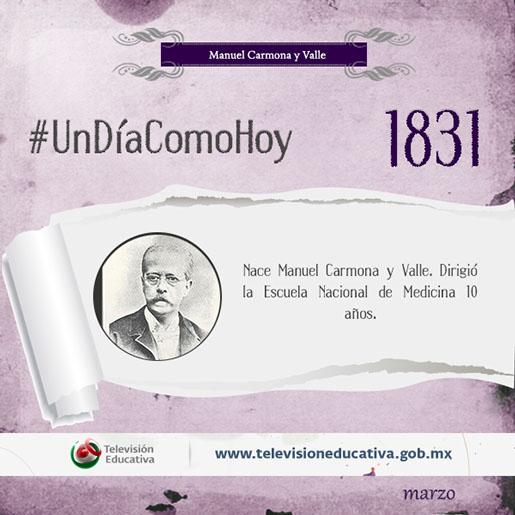 Manuel Carmona y Valle
#UnDíaComoHoy
1831
Nace Manuel Carmona y Valle. Dirigió
la Escuela Nacional de Medicina 10
años.
Televisión
Educativa
www.televisioneducativa.gob.mx
marzo